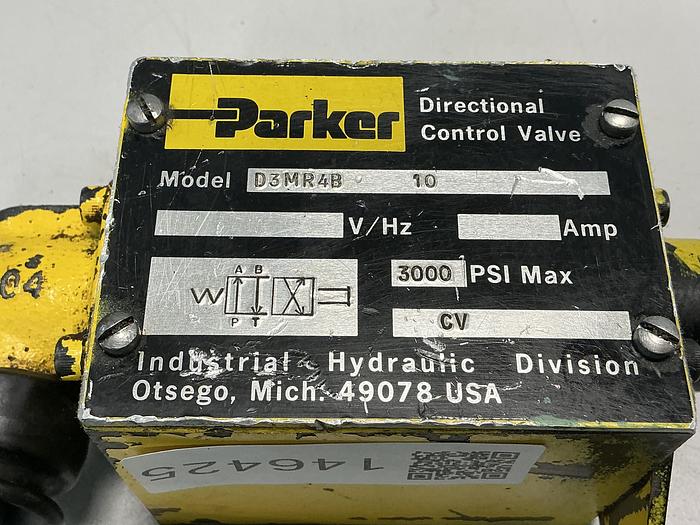 Parker
Directional
Control Valve
Model D3MR4B 10
V/Hz Amp
A B
P T
3000 PSI Max
CV
Industrial Hydraulic Division
Otsego, Mich. 49078 USA
146425